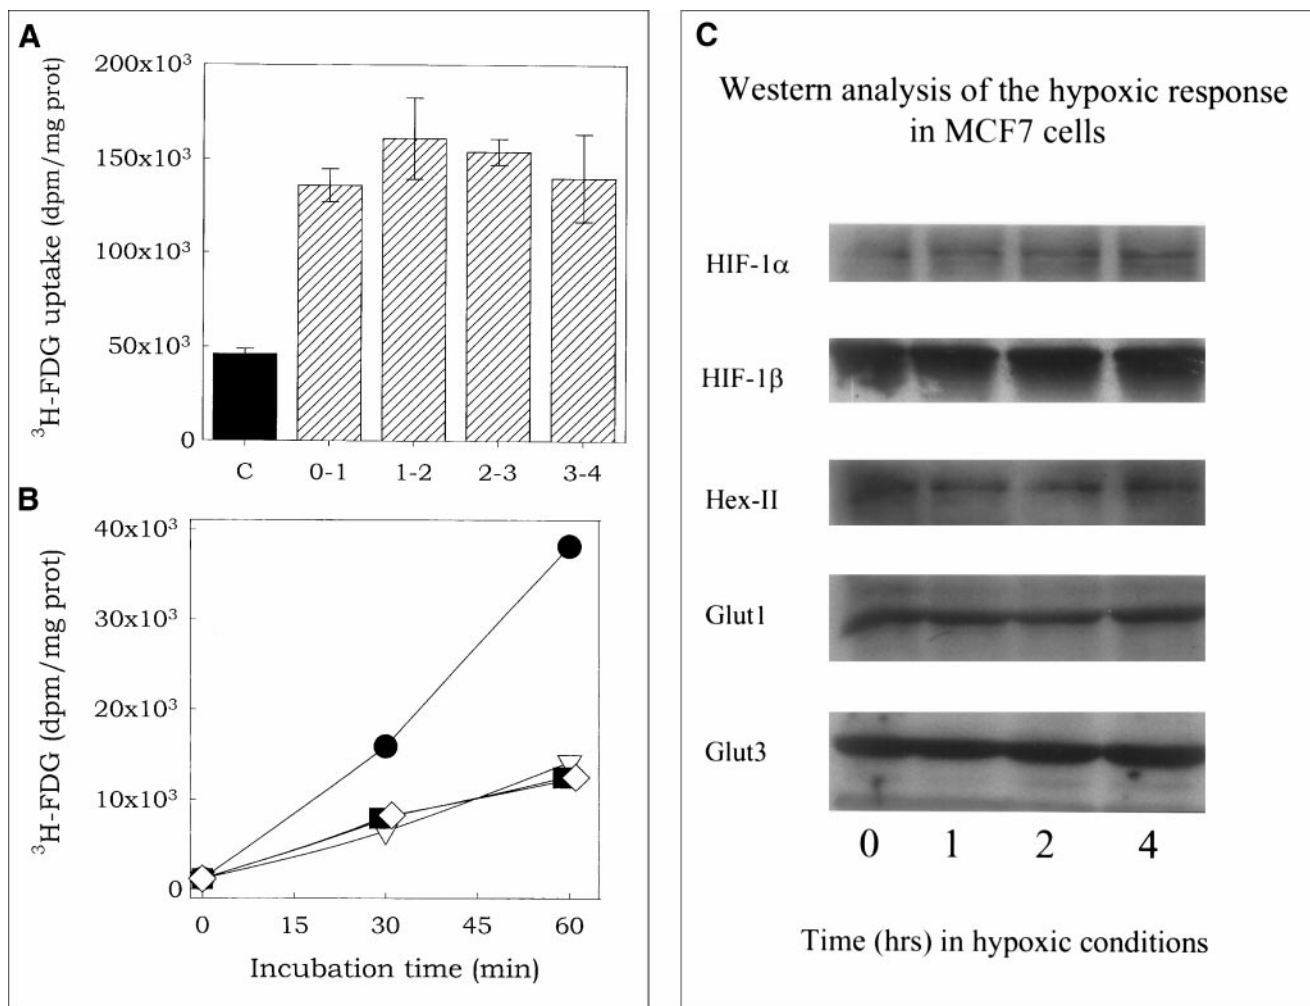 A
200x10³
150x10³
100x10³
50x10³
0
³H-FDG uptake (dpm/mg prot)
C 0-1 1-2 2-3 3-4
B
40x10³
30x10³
20x10³
10x10³
0
³H-FDG (dpm/mg prot)
0 15 30 45 60
Incubation time (min)
C
Western analysis of the hypoxic response
in MCF7 cells
HIF-1α
HIF-1β
Hex-II
Glut1
Glut3
0 1 2 4
Time (hrs) in hypoxic conditions